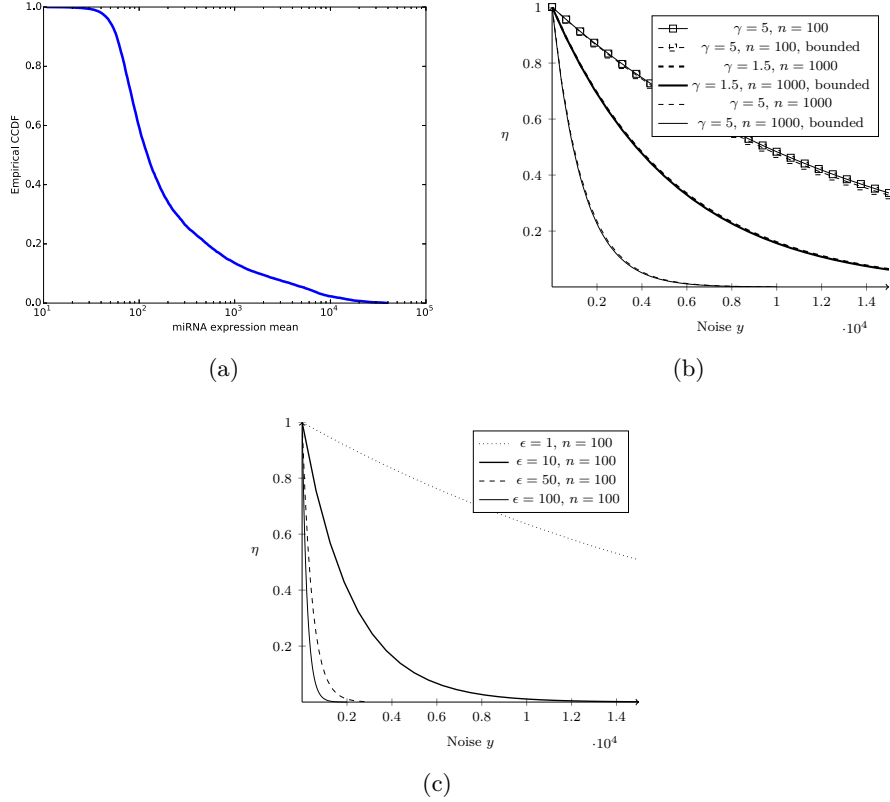 1.0
0.8
0.6
0.4
0.2
0.0
Empirical CCDF
10^1 10^2 10^3 10^4 10^5
miRNA expression mean
(a)
1
0.8
0.6
0.4
0.2
η
γ = 5, n = 100
γ = 5, n = 100, bounded
γ = 1.5, n = 1000
γ = 1.5, n = 1000, bounded
γ = 5, n = 1000
γ = 5, n = 1000, bounded
0.2 0.4 0.6 0.8 1 1.2 1.4
Noise y
·10^4
(b)
1
0.8
0.6
0.4
0.2
η
ϵ = 1, n = 100
ϵ = 10, n = 100
ϵ = 50, n = 100
ϵ = 100, n = 100
0.2 0.4 0.6 0.8 1 1.2 1.4
Noise y
·10^4
(c)